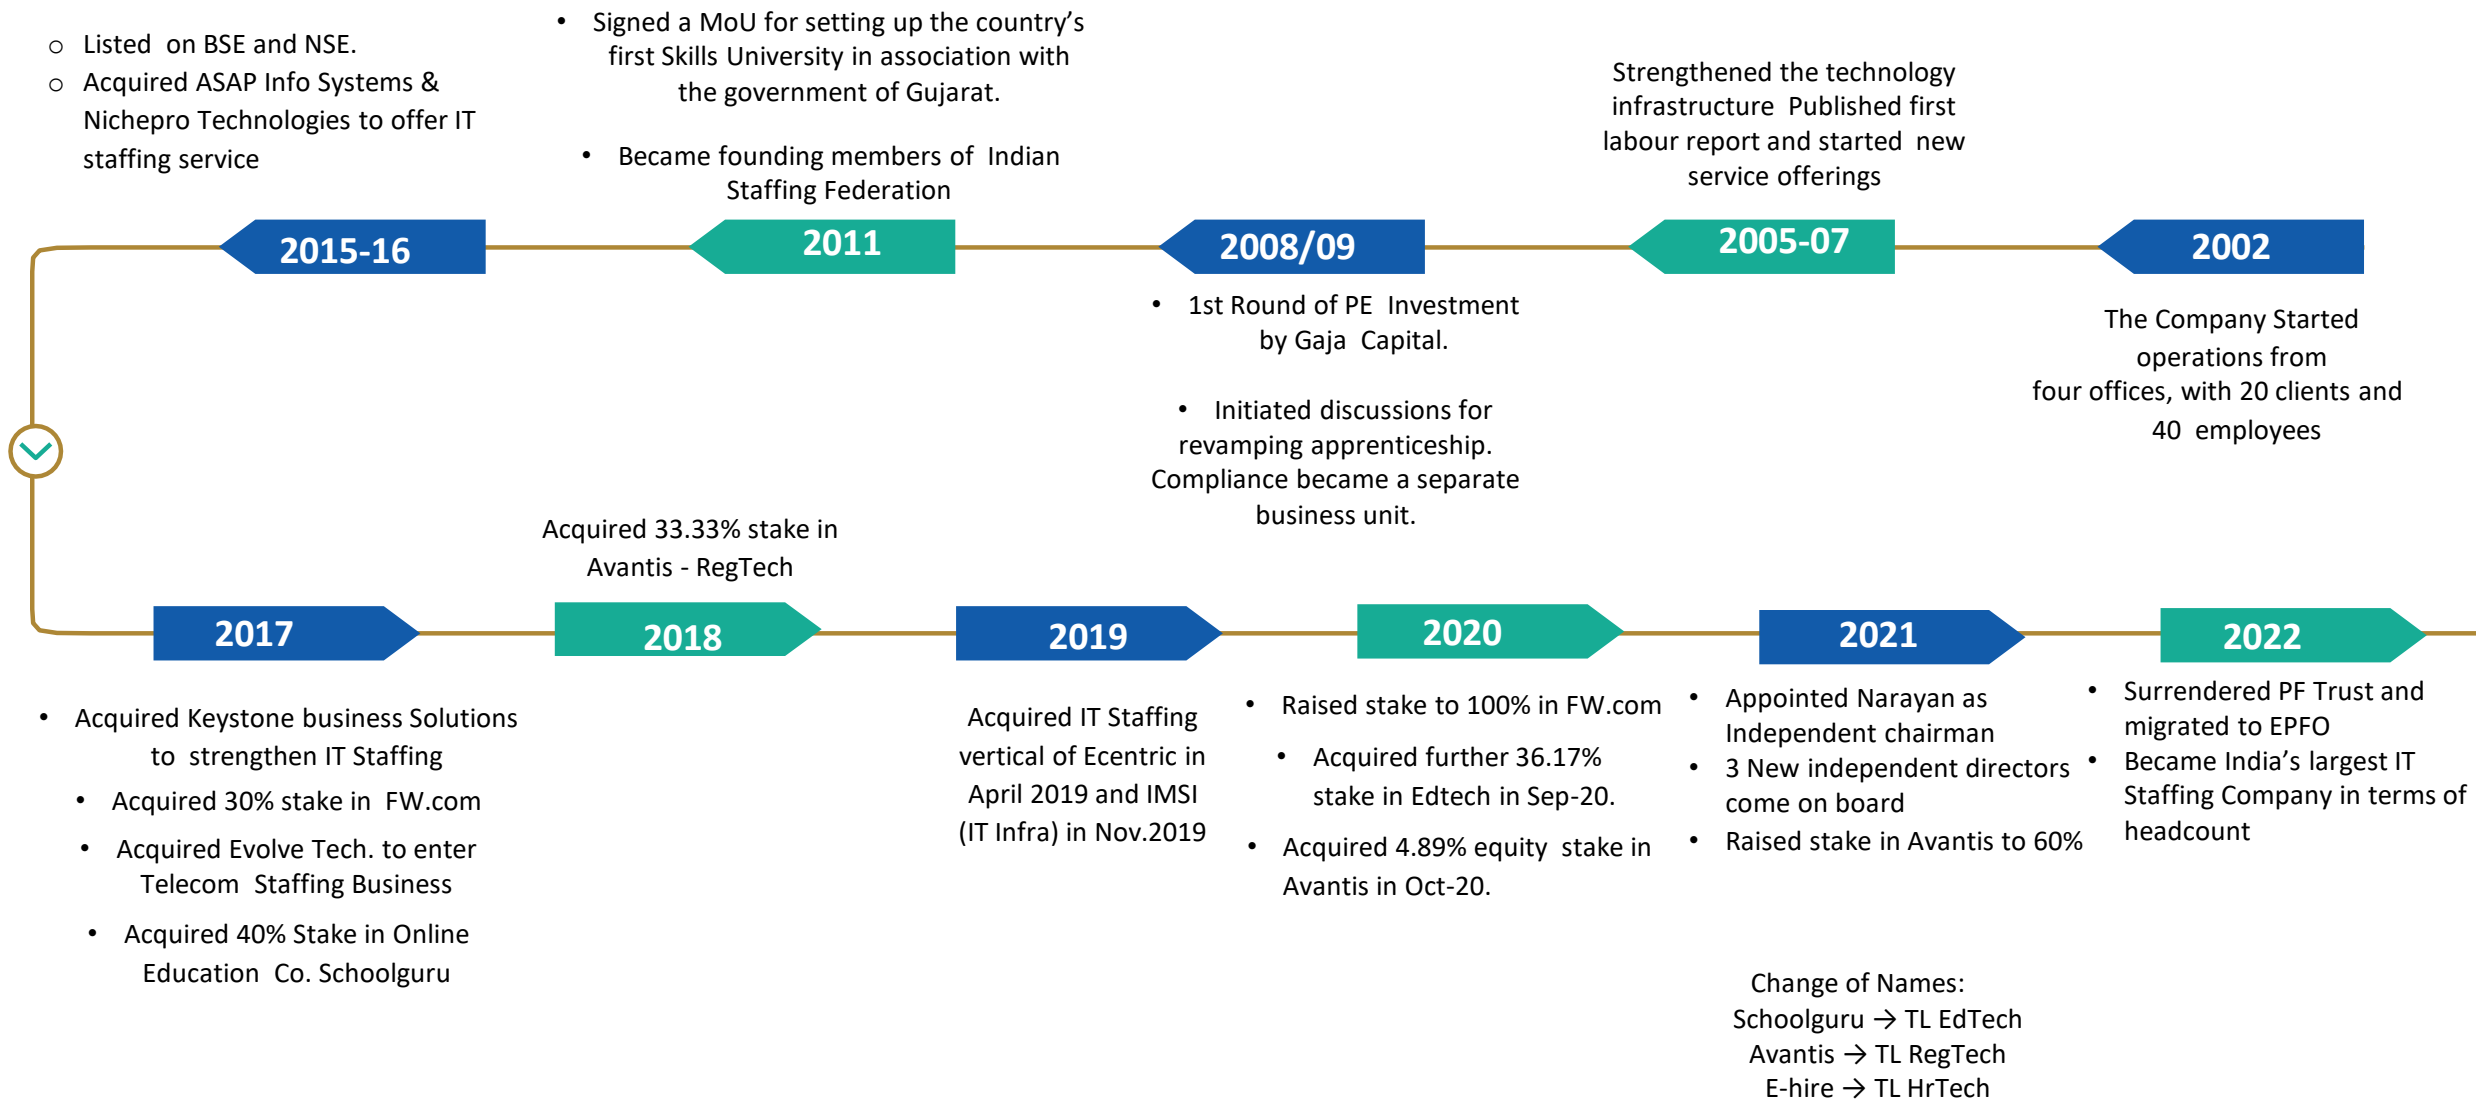 ○ Listed on BSE and NSE.
○ Acquired ASAP Info Systems &
Nichepro Technologies to offer IT
staffing service
2015-16
• Signed a MoU for setting up the country’s
first Skills University in association with
the government of Gujarat.
• Became founding members of Indian
Staffing Federation
2011
2008/09
• 1st Round of PE Investment
by Gaja Capital.
• Initiated discussions for
revamping apprenticeship.
Compliance became a separate
business unit.
Strengthened the technology
infrastructure Published first
labour report and started new
service offerings
2005-07
2002
The Company Started
operations from
four offices, with 20 clients and
40 employees
2017
• Acquired Keystone business Solutions
to strengthen IT Staffing
• Acquired 30% stake in FW.com
• Acquired Evolve Tech. to enter
Telecom Staffing Business
• Acquired 40% Stake in Online
Education Co. Schoolguru
Acquired 33.33% stake in
Avantis - RegTech
2018
2019
Acquired IT Staffing
vertical of Ecentric in
April 2019 and IMSI
(IT Infra) in Nov.2019
2020
• Raised stake to 100% in FW.com
• Acquired further 36.17%
stake in Edtech in Sep-20.
• Acquired 4.89% equity stake in
Avantis in Oct-20.
2021
• Appointed Narayan as
Independent chairman
• 3 New independent directors
come on board
• Raised stake in Avantis to 60%
Change of Names:
Schoolguru → TL EdTech
Avantis → TL RegTech
E-hire → TL HrTech
2022
• Surrendered PF Trust and
migrated to EPFO
• Became India’s largest IT
Staffing Company in terms of
headcount